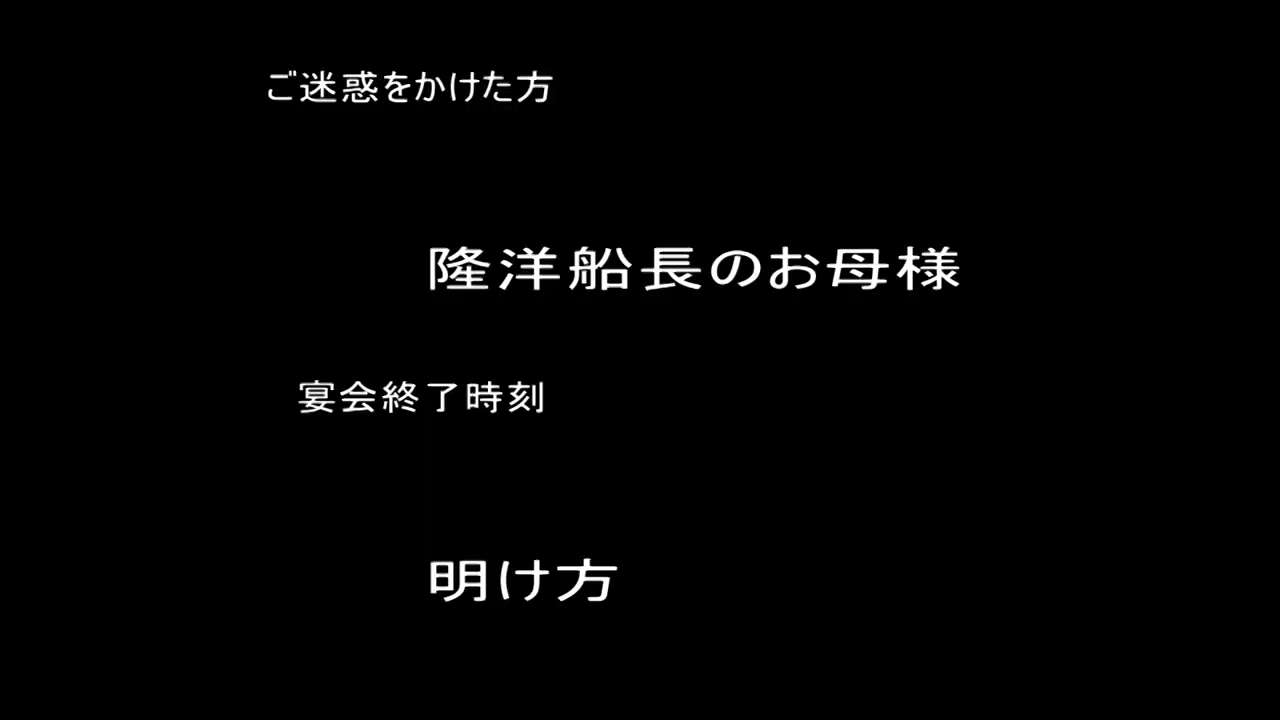 ご迷惑をかけた方
隆洋船長のお母様
宴会終了時刻
明け方